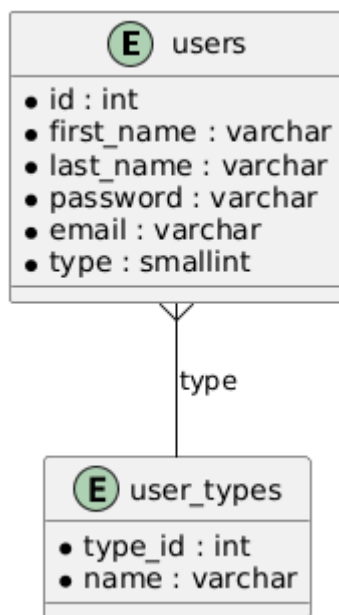 E users
id : int
first_name : varchar
last_name : varchar
password : varchar
email : varchar
type : smallint
type
E user_types
type_id : int
name : varchar